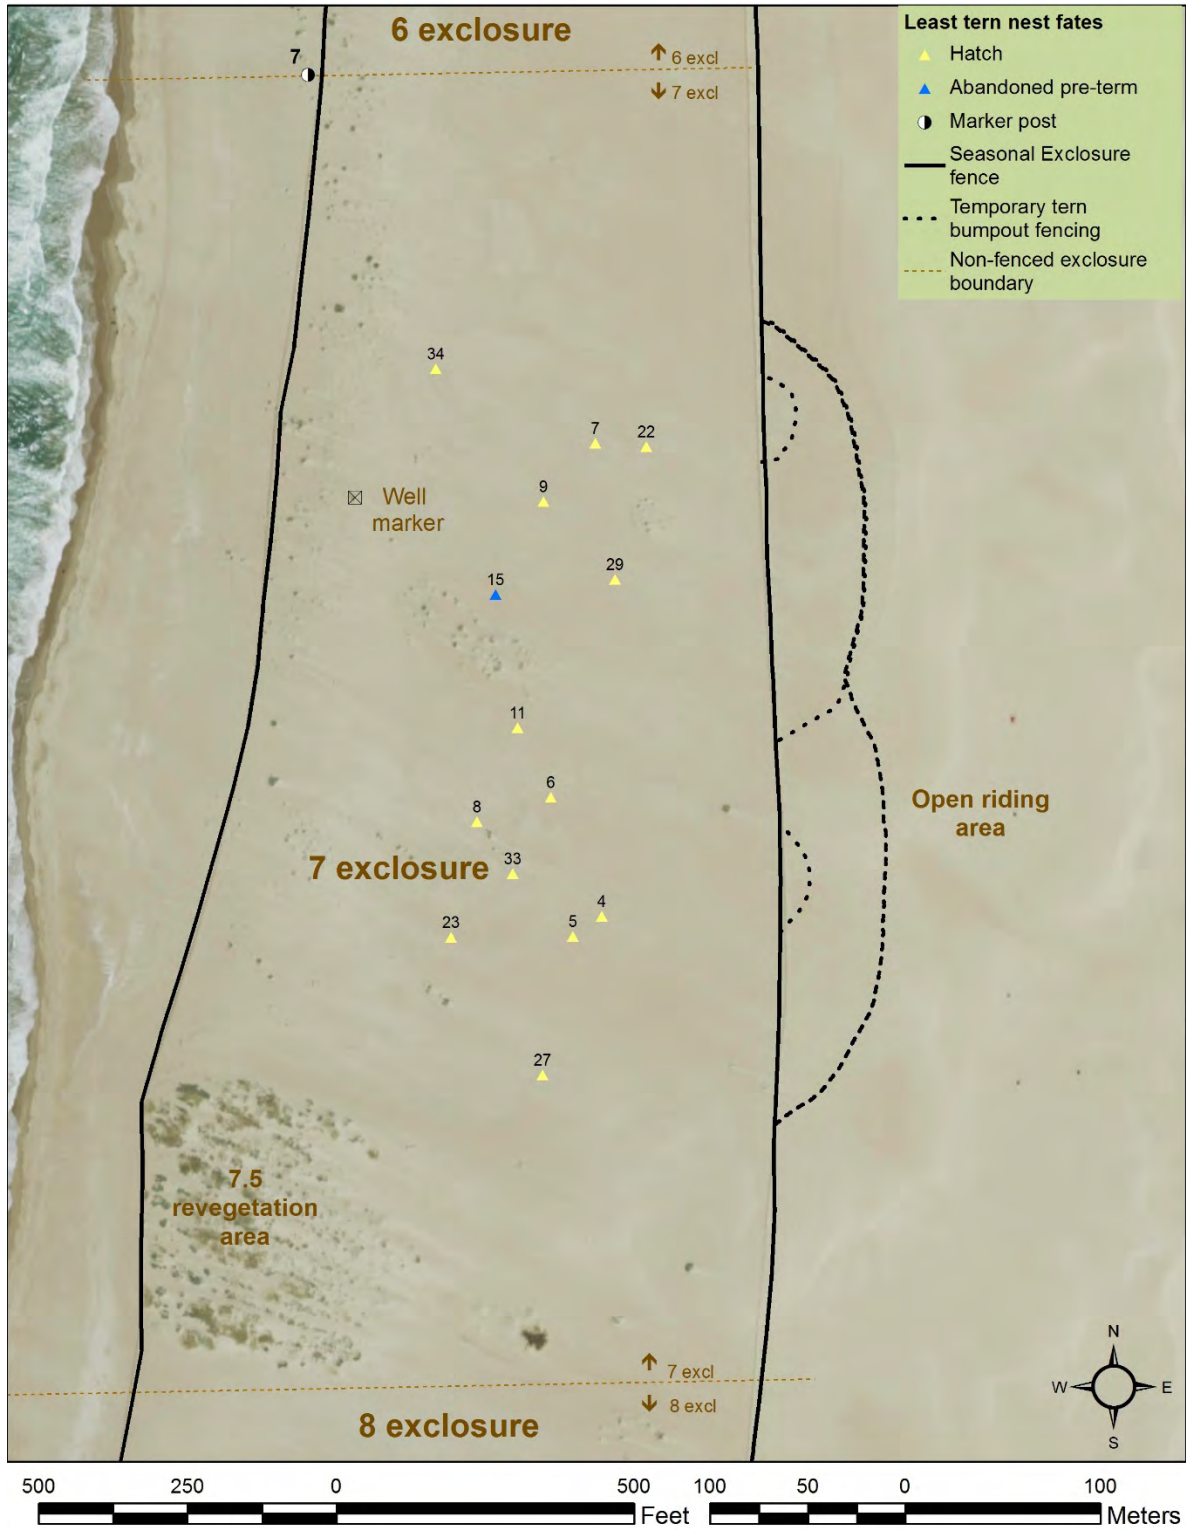 6 exclosure
7
6 excl
7 excl
Least tern nest fates
Hatch
Abandoned pre-term
Marker post
Seasonal Exclosure
fence
Temporary tern
bumpout fencing
Non-fenced exclosure
boundary
34
7
22
9
Well
marker
29
15
11
6
8
Open riding
area
33
7 exclosure
4
5
23
27
7.5
revegetation
area
7 excl
8 excl
8 exclosure
N
W
E
S
500 250 0 500 Feet
100 50 0 100 Meters